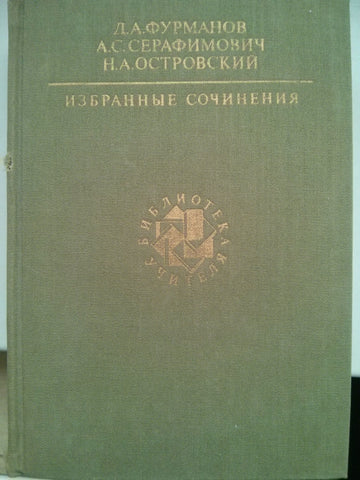 Д.А.ФУРМАНОВ
А.С.СЕРАФИМОВИЧ
Н.А.ОСТРОВСКИЙ
ИЗБРАННЫЕ СОЧИНЕНИЯ
БИБЛИОТЕКА
УЧИТЕЛЯ